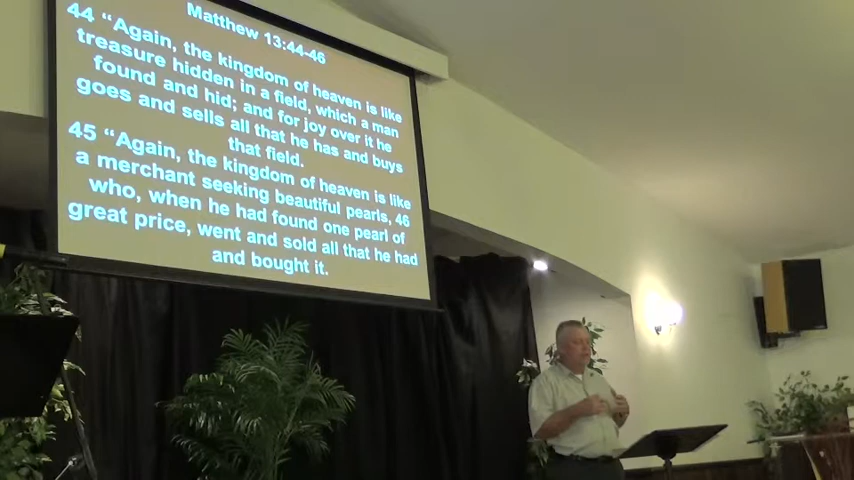 Matthew 13:44-46
44 “Again, the kingdom of heaven is like
treasure hidden in a field, which a man
found and hid; and for joy over it he
goes and sells all that he has and buys
that field.
45 “Again, the kingdom of heaven is like
a merchant seeking beautiful pearls, 46
who, when he had found one pearl of
great price, went and sold all that he had
and bought it.